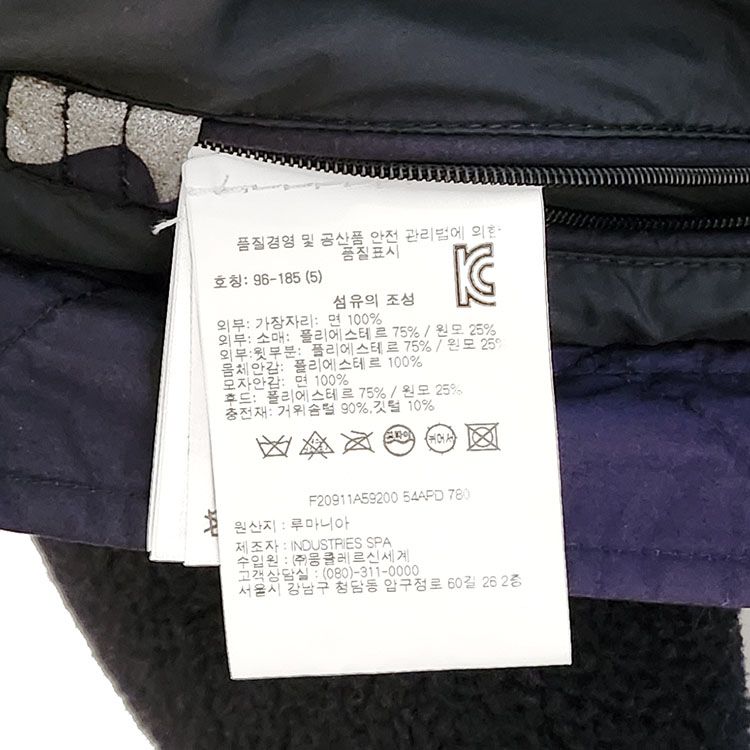 품질경영 및 공산품 안전 관리법에 의한
품질표시
호칭: 96-185 (5)
KC
섬유의 조성
외부: 가장자리: 면 100%
외부: 소매: 폴리에스테르 75% / 원모 25%
외부:윗부분: 폴리에스테르 75% / 원모 25%
몸체안감: 폴리에스테르 100%
모자안감: 면 100%
후드: 폴리에스테르 75% / 원모 25%
충전재: 거위솜털 90%,깃털 10%
F20911A59200 54APD 780
원산지 : 루마니아
제조자 : INDUSTRIES SPA
수입원 : ㈜몽클레르신세계
고객상담실 : (080)-311-0000
서울시 강남구 청담동 압구정로 60길 26 2층